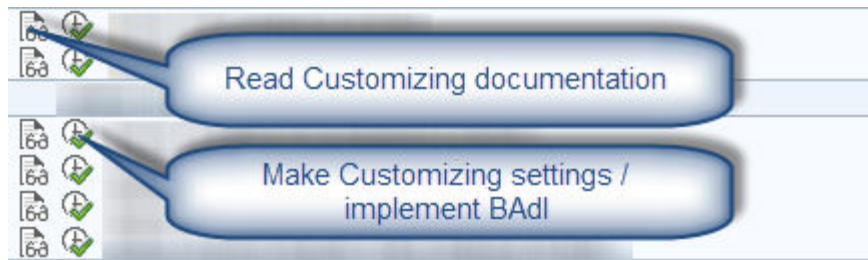 Read Customizing documentation
Make Customizing settings /
implement BAdI